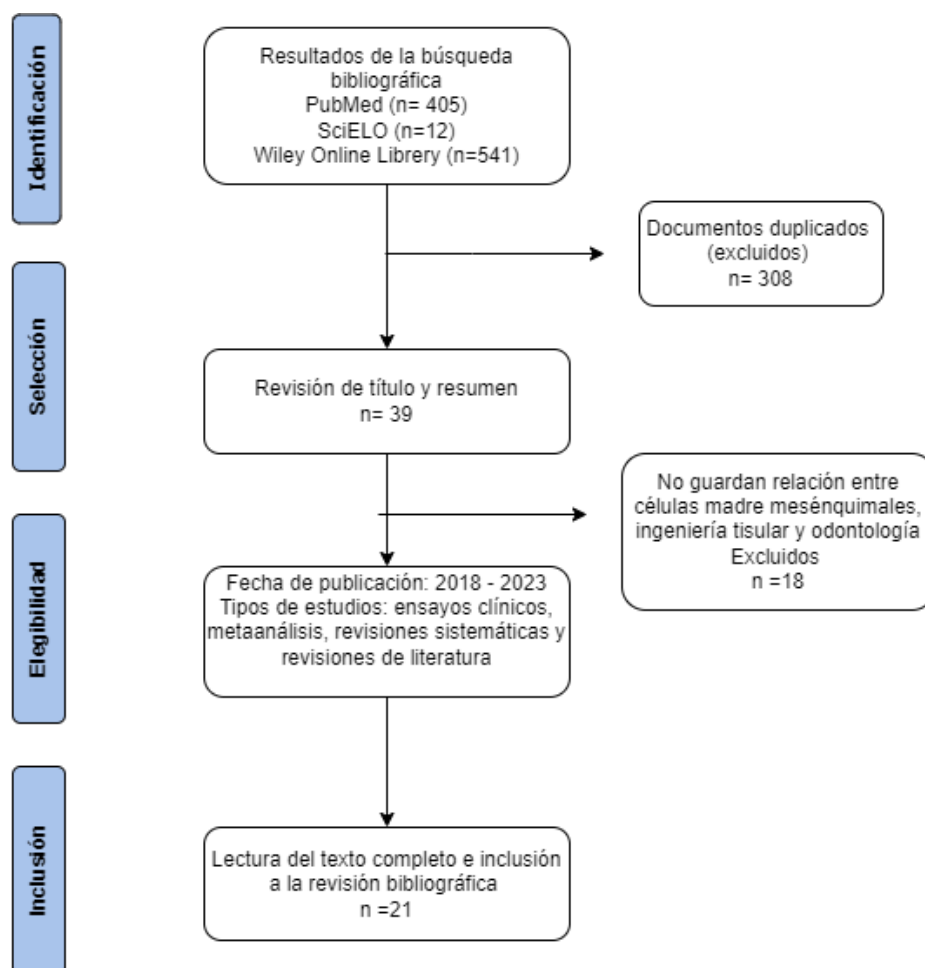 Identificación
Resultados de la búsqueda
bibliográfica
PubMed (n= 405)
SciELO (n=12)
Wiley Online Librery (n=541)
Documentos duplicados
(excluidos)
n= 308
Selección
Revisión de título y resumen
n= 39
No guardan relación entre
células madre mesénquimales,
ingeniería tisular y odontología
Excluidos
n =18
Elegibilidad
Fecha de publicación: 2018 - 2023
Tipos de estudios: ensayos clínicos,
metaanálisis, revisiones sistemáticas y
revisiones de literatura
Inclusión
Lectura del texto completo e inclusión
a la revisión bibliográfica
n =21